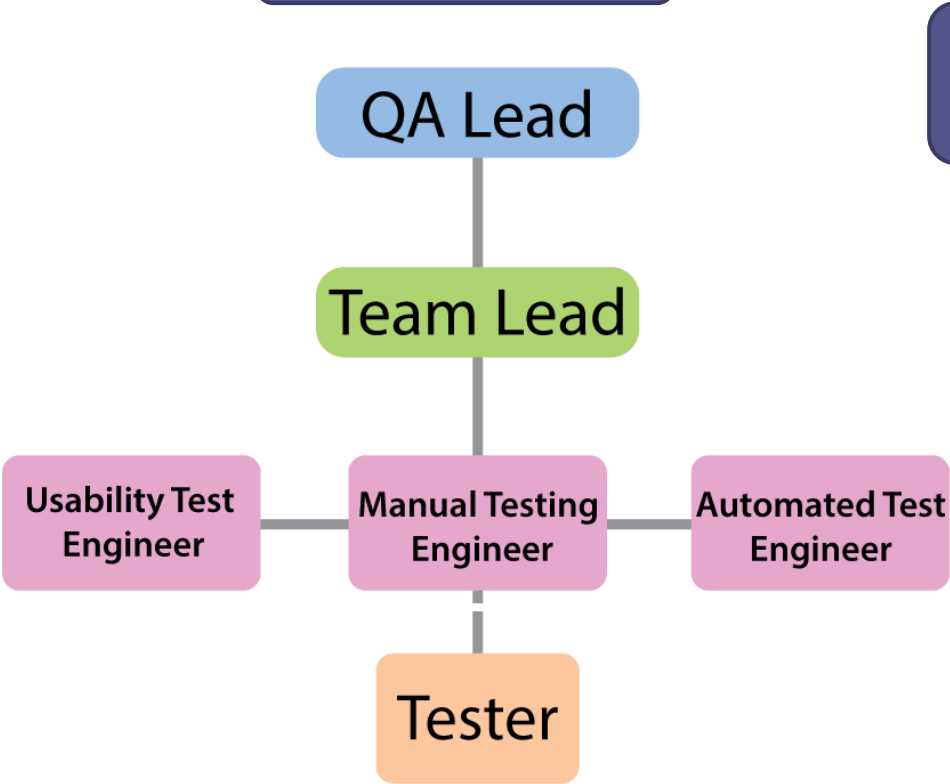 QA Lead
Team Lead
Usability Test
Engineer
Manual Testing
Engineer
Automated Test
Engineer
Tester